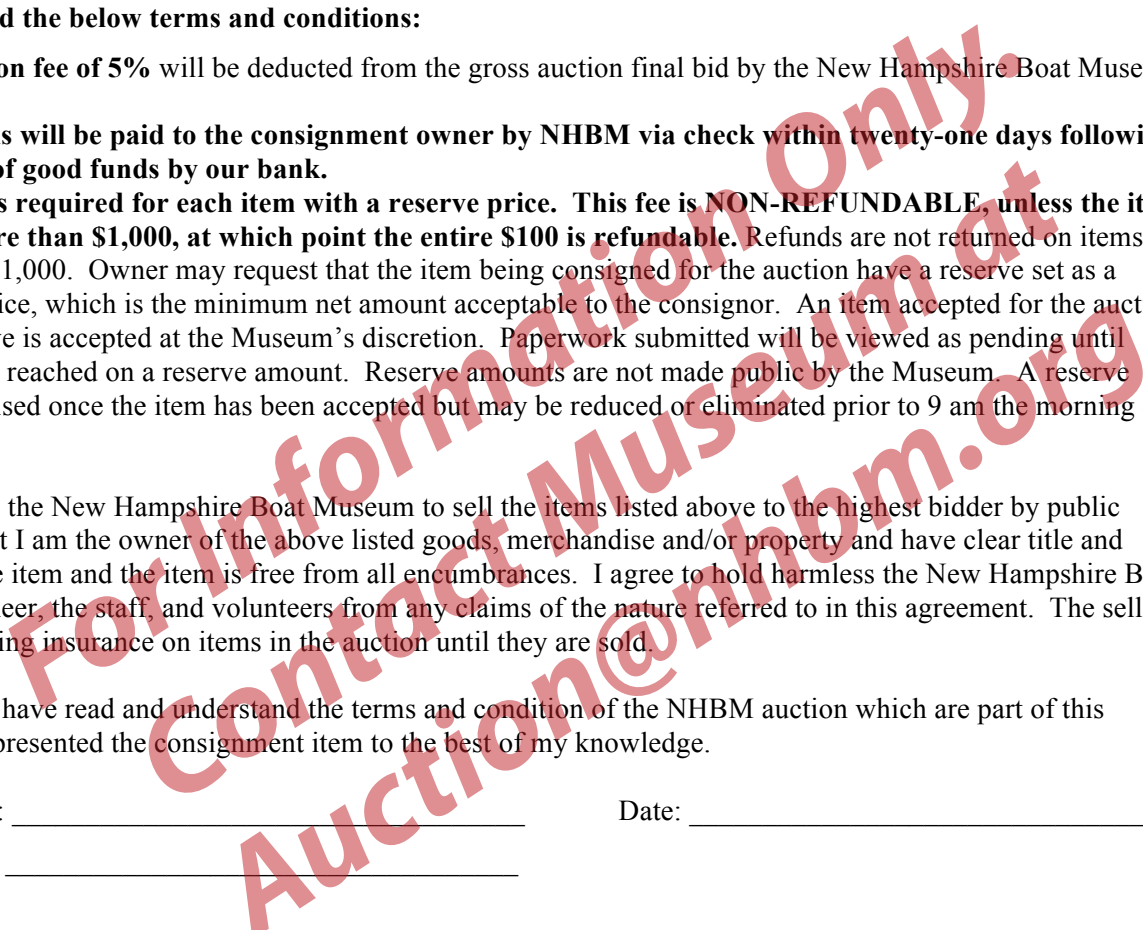 d the below terms and conditions:
on fee of 5% will be deducted from the gross auction final bid by the New Hampshire Boat Muse
s will be paid to the consignment owner by NHBM via check within twenty-one days followi
of good funds by our bank.
s required for each item with a reserve price. This fee is NON-REFUNDABLE, unless the it
re than $1,000, at which point the entire $100 is refundable. Refunds are not returned on items
1,000. Owner may request that the item being consigned for the auction have a reserve set as a
ice, which is the minimum net amount acceptable to the consignor. An item accepted for the auct
e is accepted at the Museum’s discretion. Paperwork submitted will be viewed as pending until
reached on a reserve amount. Reserve amounts are not made public by the Museum. A reserve
ised once the item has been accepted but may be reduced or eliminated prior to 9 am the morning
the New Hampshire Boat Museum to sell the items listed above to the highest bidder by public
t I am the owner of the above listed goods, merchandise and/or property and have clear title and
e item and the item is free from all encumbrances. I agree to hold harmless the New Hampshire B
eer, the staff, and volunteers from any claims of the nature referred to in this agreement. The sell
ing insurance on items in the auction until they are sold.
have read and understand the terms and condition of the NHBM auction which are part of this
presented the consignment item to the best of my knowledge.
: ___________________________________ Date: ________________________________
___________________________________
For Information Only.
Contact Museum at
Auction@nhbm.org